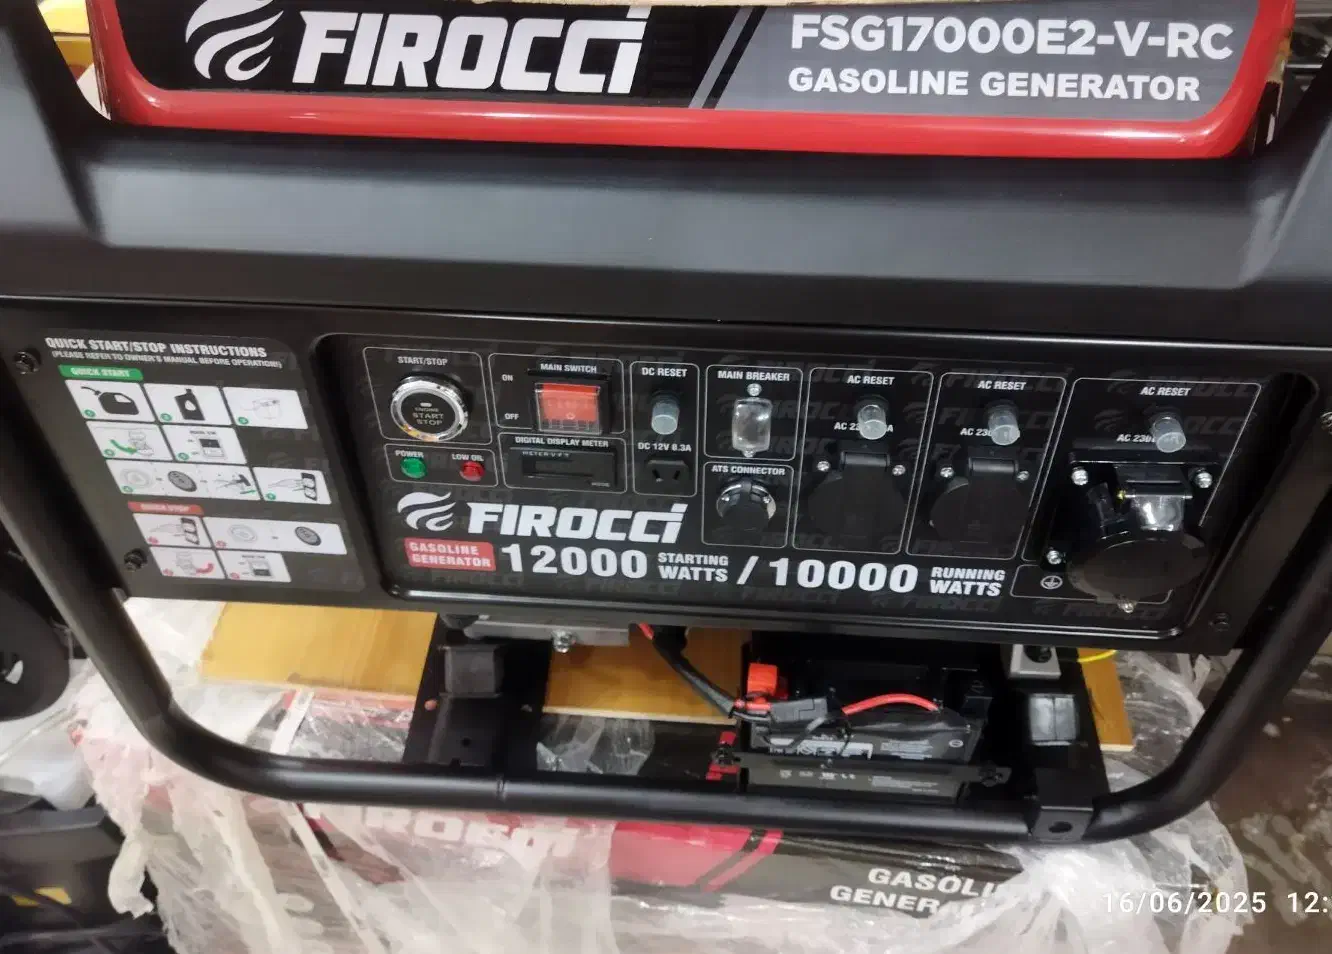 FIROCCi
FSG17000E2-V-RC
GASOLINE GENERATOR
QUICK START/STOP INSTRUCTIONS
(PLEASE REFER TO OWNER'S MANUAL BEFORE OPERATION!)
QUICK START
QUICK STOP
START/STOP
ENGINE
START
STOP
POWER
LOW OIL
MAIN SWITCH
ON
OFF
DIGITAL DISPLAY METER
DC RESET
DC 12V 8.3A
MAIN BREAKER
ATS CONNECTOR
AC RESET
AC RESET
AC RESET
FIROCCi
GASOLINE
GENERATOR
12000 STARTING WATTS / 10000 RUNNING WATTS
GENERA
16/06/2025 12: